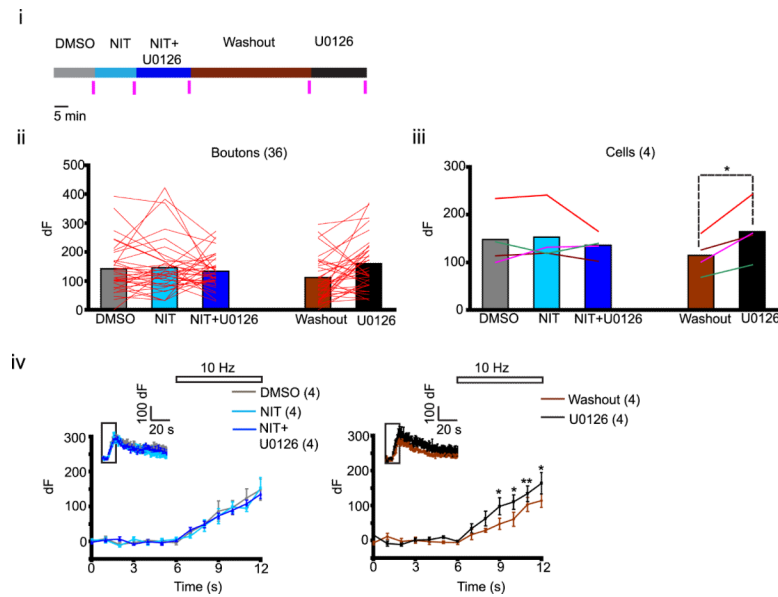 i
DMSO NIT NIT+ U0126 Washout U0126
5 min
ii
Boutons (36)
500
400
300
200
100
0
dF
DMSO NIT NIT+U0126 Washout U0126
iii
Cells (4)
*
300
200
150
100
0
dF
DMSO NIT NIT+U0126 Washout U0126
iv
10 Hz
DMSO (4)
NIT (4)
NIT+
U0126 (4)
100 dF
20 s
300
200
100
0
dF
0 3 6 9 12
Time (s)
10 Hz
Washout (4)
U0126 (4)
100 dF
20 s
* * ** *
300
200
100
0
dF
0 3 6 9 12
Time (s)